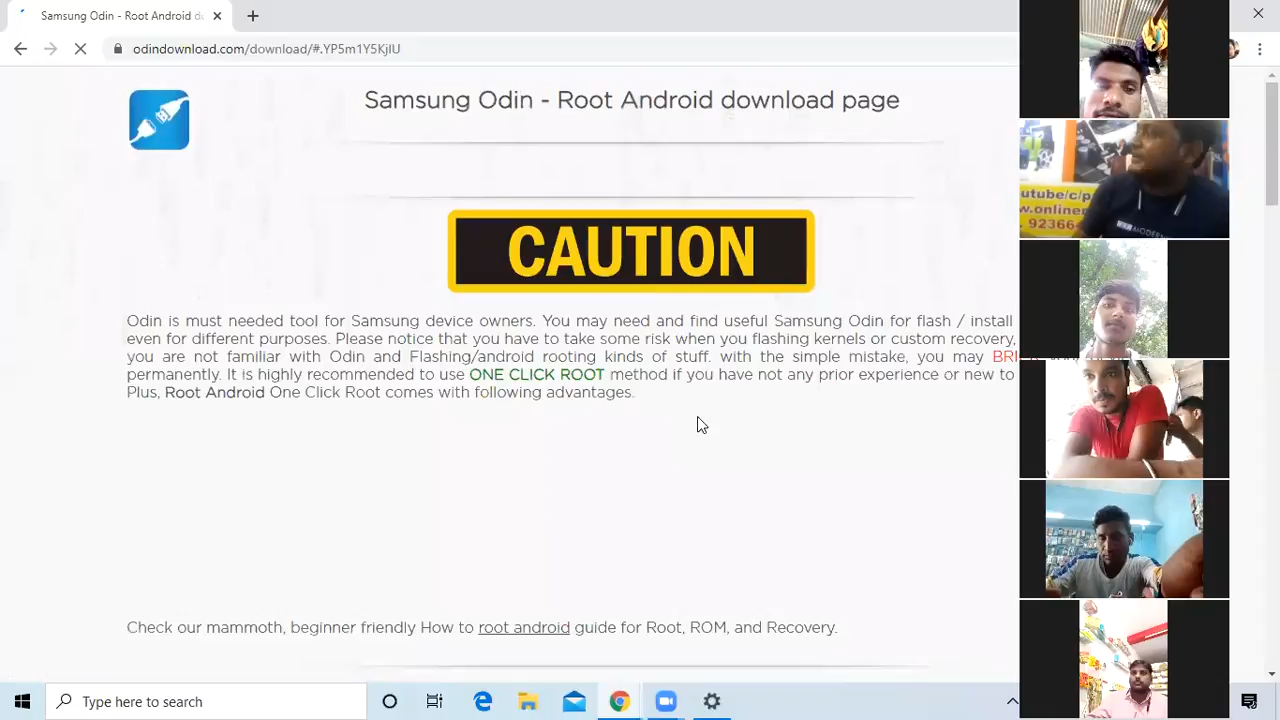 Samsung Odin - Root Android d
odindownload.com/download/#.YP5m1Y5KjIU
Samsung Odin - Root Android download page
CAUTION
Odin is must needed tool for Samsung device owners. You may need and find useful Samsung Odin for flash / install
even for different purposes. Please notice that you have to take some risk when you flashing kernels or custom recovery,
you are not familiar with Odin and Flashing/android rooting kinds of stuff. with the simple mistake, you may BRI
permanently. It is highly recommended to use ONE CLICK ROOT method if you have not any prior experience or new to
Plus, Root Android One Click Root comes with following advantages.
Check our mammoth, beginner friendly How to root android guide for Root, ROM, and Recove
Type here to search
utube/c/p
w.onliner
923664
MODERN